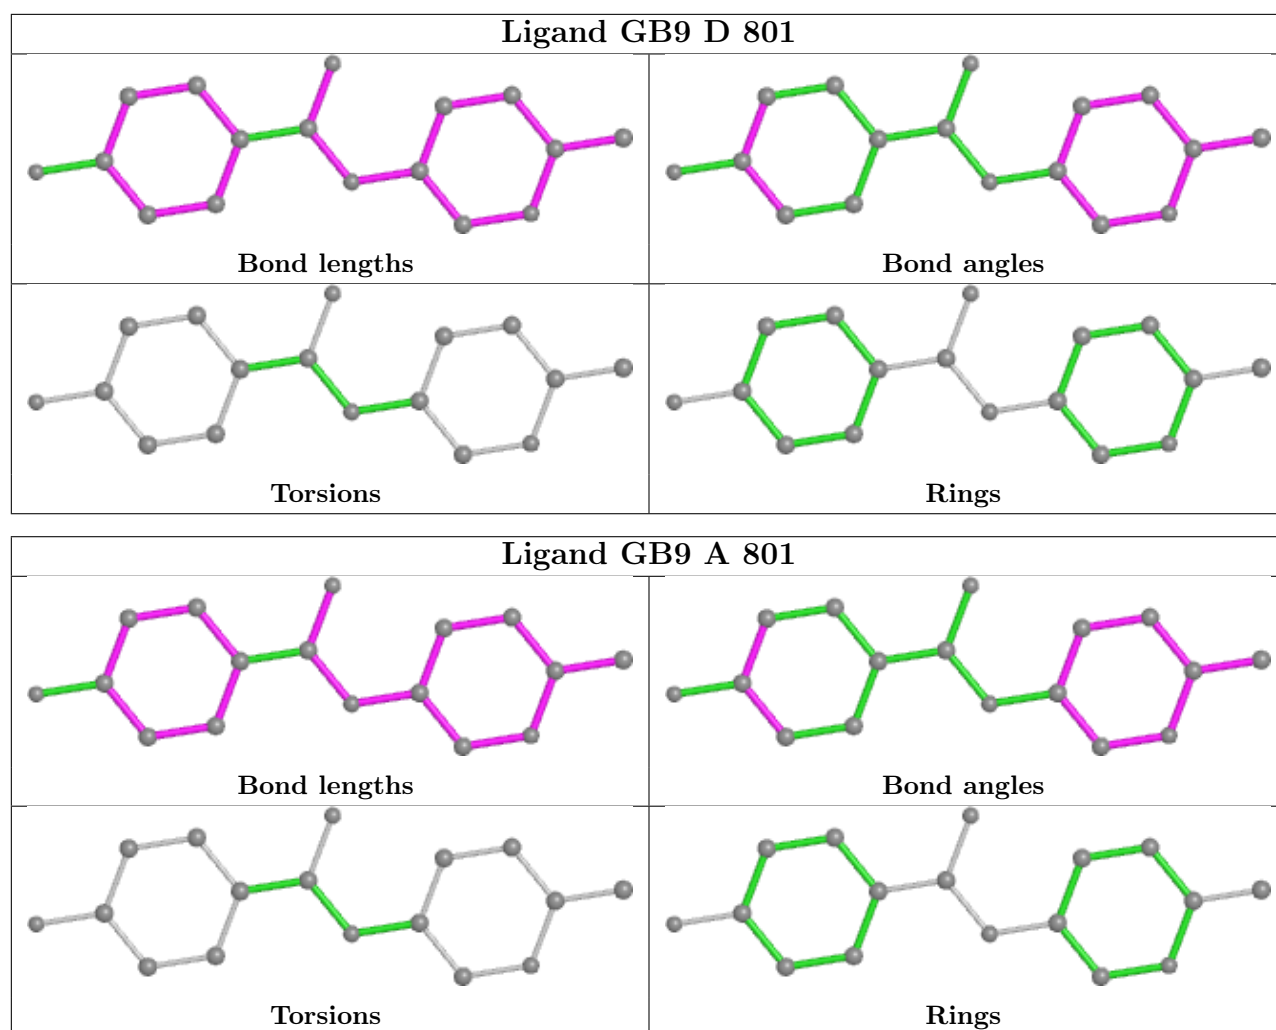 Ligand GB9 D 801
Bond lengths
Bond angles
Torsions
Rings
Ligand GB9 A 801
Bond lengths
Bond angles
Torsions
Rings